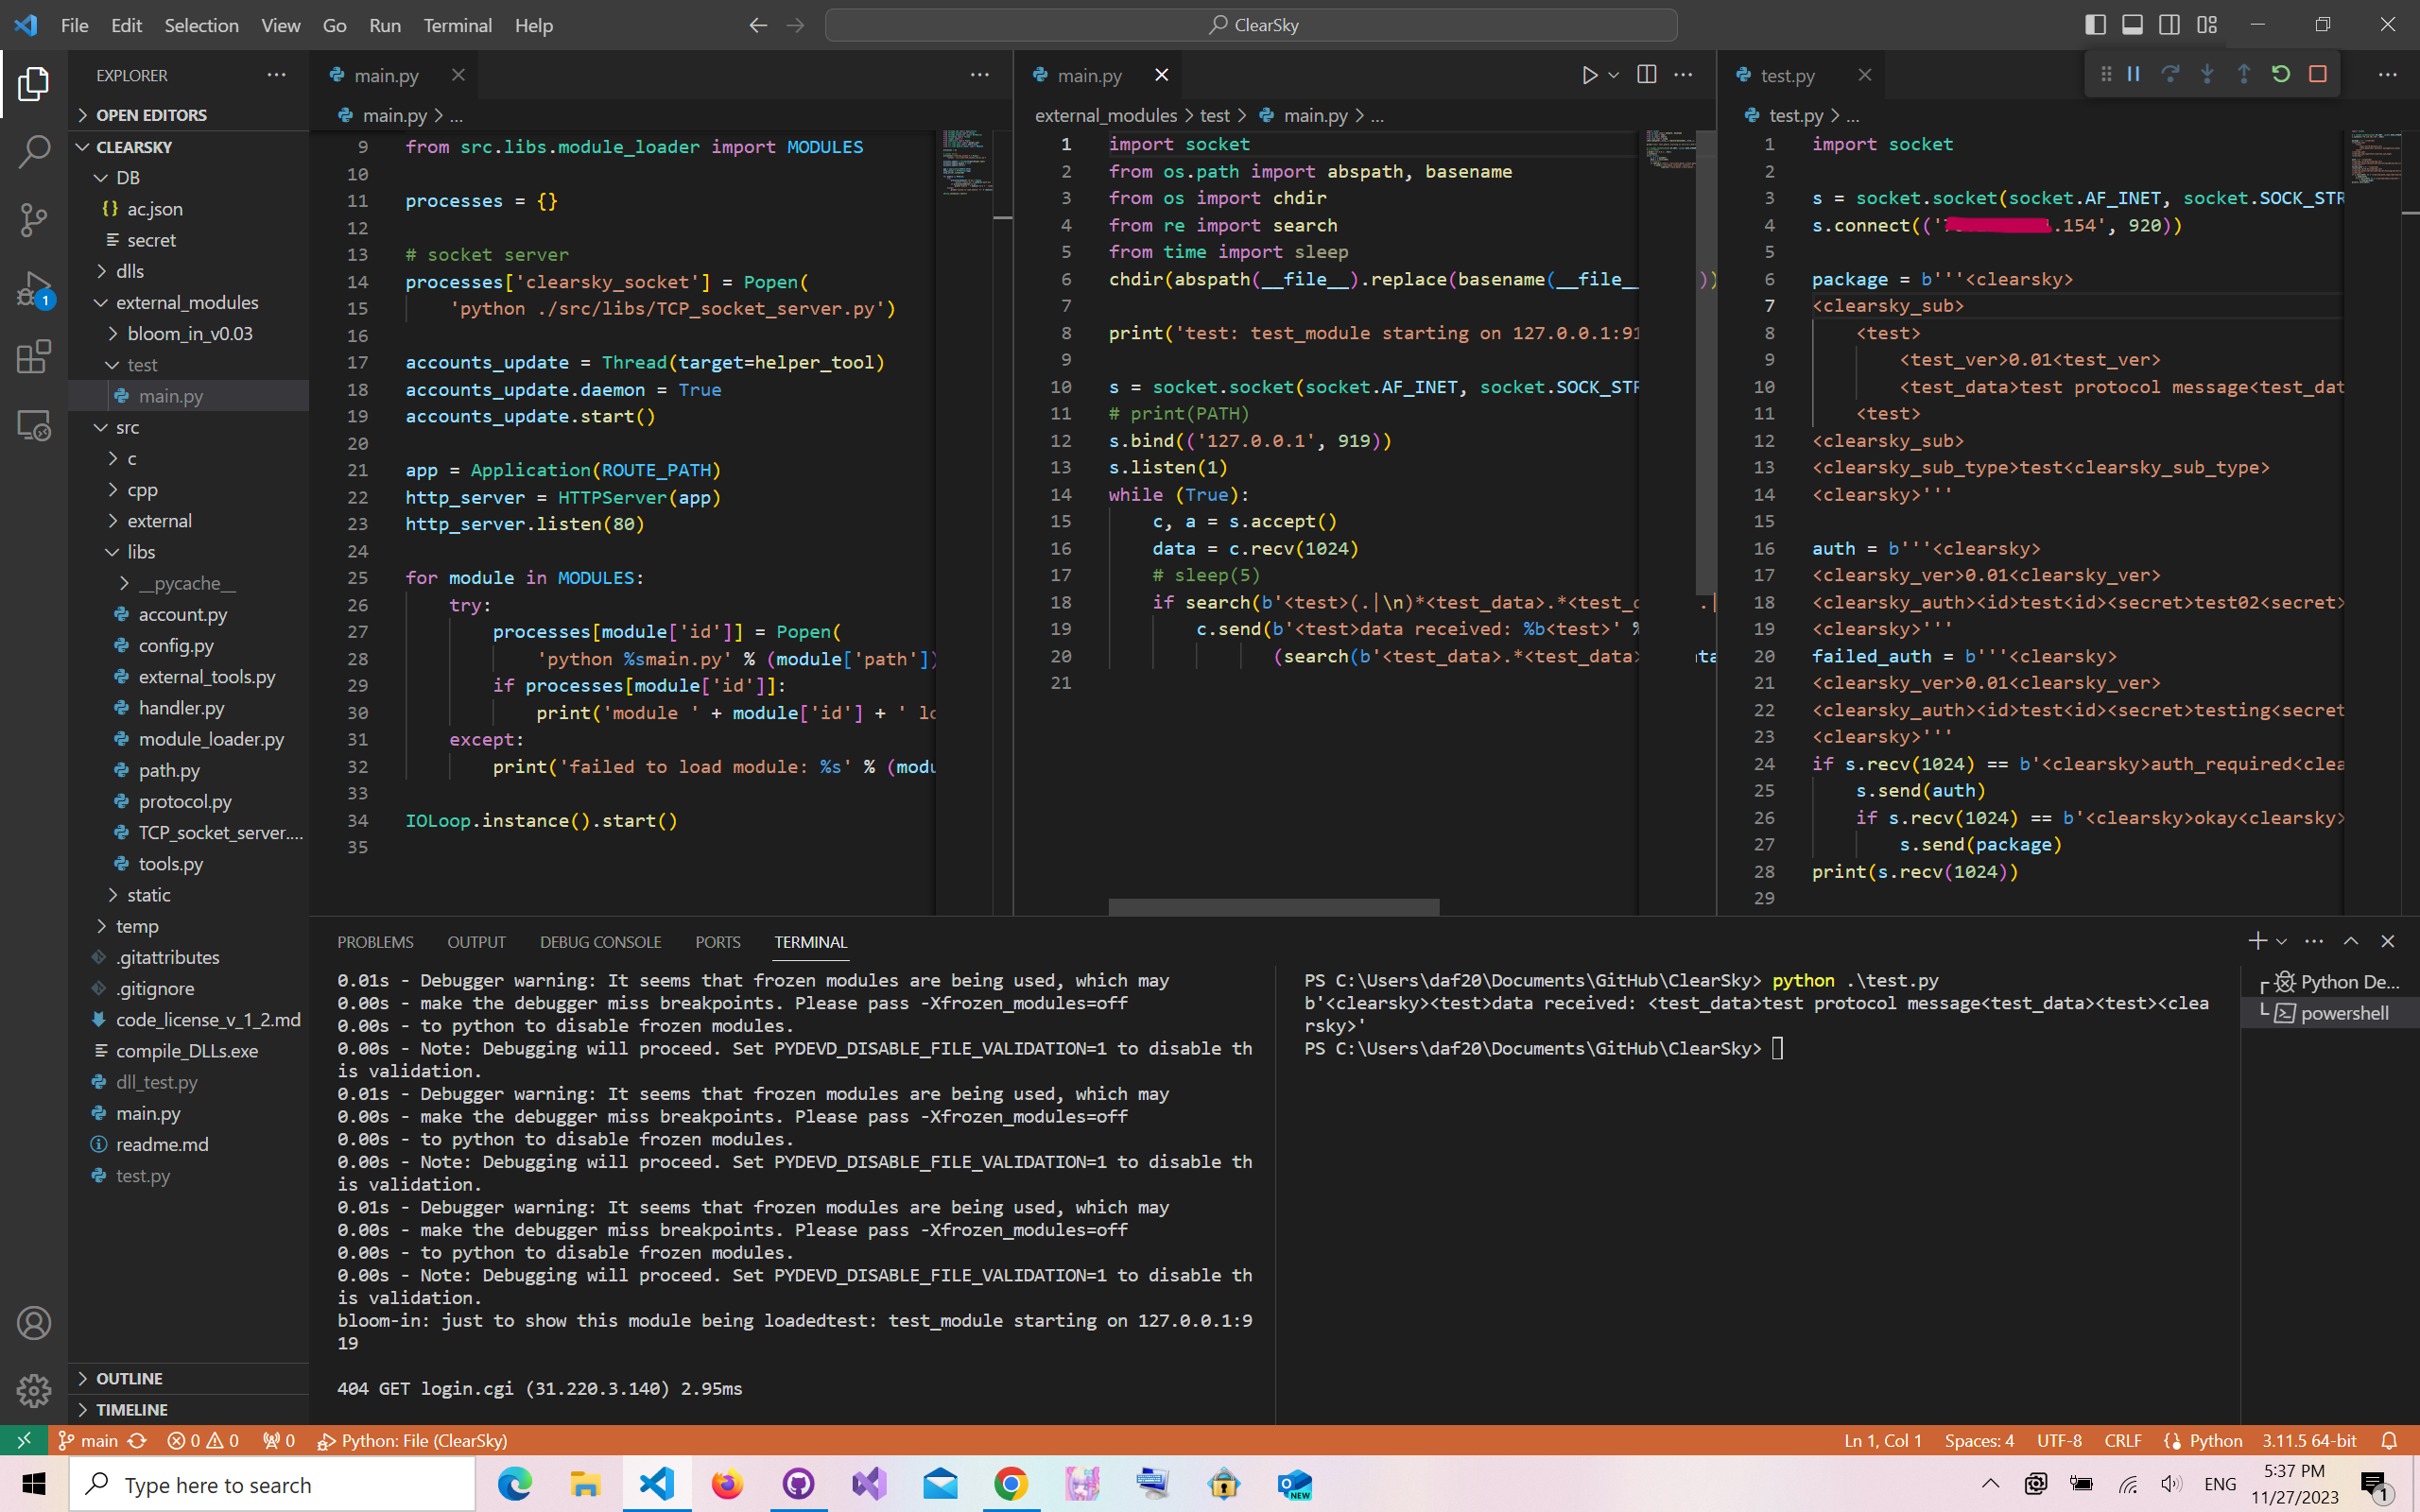 File Edit Selection View Go Run Terminal Help
ClearSky
EXPLORER
OPEN EDITORS
CLEARSKY
DB
ac.json
secret
dlls
external_modules
bloom_in_v0.03
test
main.py
src
c
cpp
external
libs
__pycache__
account.py
config.py
external_tools.py
handler.py
module_loader.py
path.py
protocol.py
TCP_socket_server....
tools.py
static
temp
.gitattributes
.gitignore
code_license_v_1_2.md
compile_DLLs.exe
dll_test.py
main.py
readme.md
test.py
OUTLINE
TIMELINE
main.py
main.py > ...
9 from src.libs.module_loader import MODULES
10
11 processes = {}
12
13 # socket server
14 processes['clearsky_socket'] = Popen(
15 'python ./src/libs/TCP_socket_server.py')
16
17 accounts_update = Thread(target=helper_tool)
18 accounts_update.daemon = True
19 accounts_update.start()
20
21 app = Application(ROUTE_PATH)
22 http_server = HTTPServer(app)
23 http_server.listen(80)
24
25 for module in MODULES:
26 try:
27 processes[module['id']] = Popen(
28 'python %smain.py' % (module['path'])
29 if processes[module['id']]:
30 print('module ' + module['id'] + ' lo
31 except:
32 print('failed to load module: %s' % (modu
33
34 IOLoop.instance().start()
35
main.py
external_modules > test > main.py > ...
1 import socket
2 from os.path import abspath, basename
3 from os import chdir
4 from re import search
5 from time import sleep
6 chdir(abspath(__file__).replace(basename(__file__ ))
7
8 print('test: test_module starting on 127.0.0.1:91
9
10 s = socket.socket(socket.AF_INET, socket.SOCK_STR
11 # print(PATH)
12 s.bind(('127.0.0.1', 919))
13 s.listen(1)
14 while (True):
15 c, a = s.accept()
16 data = c.recv(1024)
17 # sleep(5)
18 if search(b'<test>(.|\n)*<test_data>.*<test_d .|
19 c.send(b'<test>data received: %b<test>' %
20 (search(b'<test_data>.*<test_data> ta
21
test.py
test.py > ...
1 import socket
2
3 s = socket.socket(socket.AF_INET, socket.SOCK_STR
4 s.connect((' .154', 920))
5
6 package = b'''<clearsky>
7 <clearsky_sub>
8 <test>
9 <test_ver>0.01<test_ver>
10 <test_data>test protocol message<test_dat
11 <test>
12 <clearsky_sub>
13 <clearsky_sub_type>test<clearsky_sub_type>
14 <clearsky>'''
15
16 auth = b'''<clearsky>
17 <clearsky_ver>0.01<clearsky_ver>
18 <clearsky_auth><id>test<id><secret>test02<secret>
19 <clearsky>'''
20 failed_auth = b'''<clearsky>
21 <clearsky_ver>0.01<clearsky_ver>
22 <clearsky_auth><id>test<id><secret>testing<secret
23 <clearsky>'''
24 if s.recv(1024) == b'<clearsky>auth_required<clea
25 s.send(auth)
26 if s.recv(1024) == b'<clearsky>okay<clearsky>
27 s.send(package)
28 print(s.recv(1024))
29
PROBLEMS OUTPUT DEBUG CONSOLE PORTS TERMINAL
0.01s - Debugger warning: It seems that frozen modules are being used, which may
0.00s - make the debugger miss breakpoints. Please pass -Xfrozen_modules=off
0.00s - to python to disable frozen modules.
0.00s - Note: Debugging will proceed. Set PYDEVD_DISABLE_FILE_VALIDATION=1 to disable th
is validation.
0.01s - Debugger warning: It seems that frozen modules are being used, which may
0.00s - make the debugger miss breakpoints. Please pass -Xfrozen_modules=off
0.00s - to python to disable frozen modules.
0.00s - Note: Debugging will proceed. Set PYDEVD_DISABLE_FILE_VALIDATION=1 to disable th
is validation.
0.01s - Debugger warning: It seems that frozen modules are being used, which may
0.00s - make the debugger miss breakpoints. Please pass -Xfrozen_modules=off
0.00s - to python to disable frozen modules.
0.00s - Note: Debugging will proceed. Set PYDEVD_DISABLE_FILE_VALIDATION=1 to disable th
is validation.
bloom-in: just to show this module being loadedtest: test_module starting on 127.0.0.1:9
19
404 GET login.cgi (31.220.3.140) 2.95ms
PS C:\Users\daf20\Documents\GitHub\ClearSky> python .\test.py
b'<clearsky><test>data received: <test_data>test protocol message<test_data><test><clea
rsky>'
PS C:\Users\daf20\Documents\GitHub\ClearSky>
Python De...
powershell
main 0 0 0 Python: File (ClearSky) Ln 1, Col 1 Spaces: 4 UTF-8 CRLF Python 3.11.5 64-bit
Type here to search
NEW
ENG
5:37 PM
11/27/2023
1
1